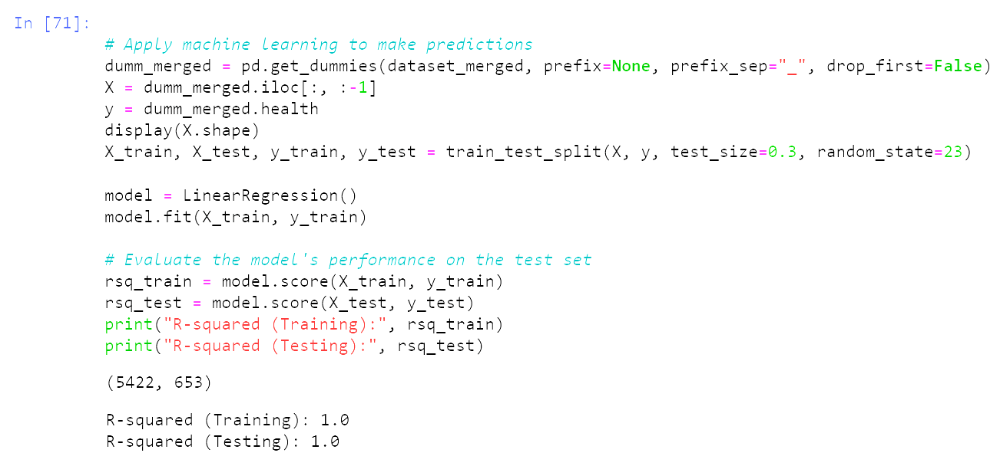 In [71]:
# Apply machine learning to make predictions
dumm_merged = pd.get_dummies(dataset_merged, prefix=None, prefix_sep="_", drop_first=False)
X = dumm_merged.iloc[:, :-1]
y = dumm_merged.health
display(X.shape)
X_train, X_test, y_train, y_test = train_test_split(X, y, test_size=0.3, random_state=23)
model = LinearRegression()
model.fit(X_train, y_train)
# Evaluate the model's performance on the test set
rsq_train = model.score(X_train, y_train)
rsq_test = model.score(X_test, y_test)
print("R-squared (Training):", rsq_train)
print("R-squared (Testing):", rsq_test)
(5422, 653)
R-squared (Training): 1.0
R-squared (Testing): 1.0